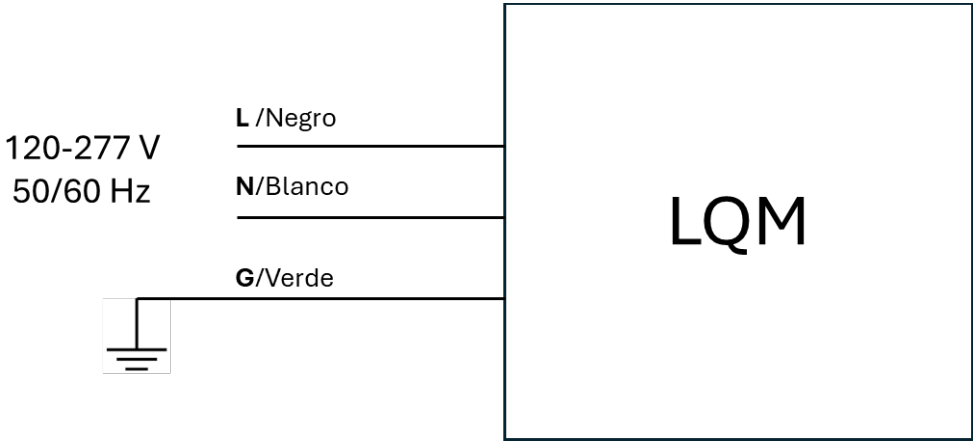 120-277 V
50/60 Hz
L /Negro
N/Blanco
G/Verde
LQM